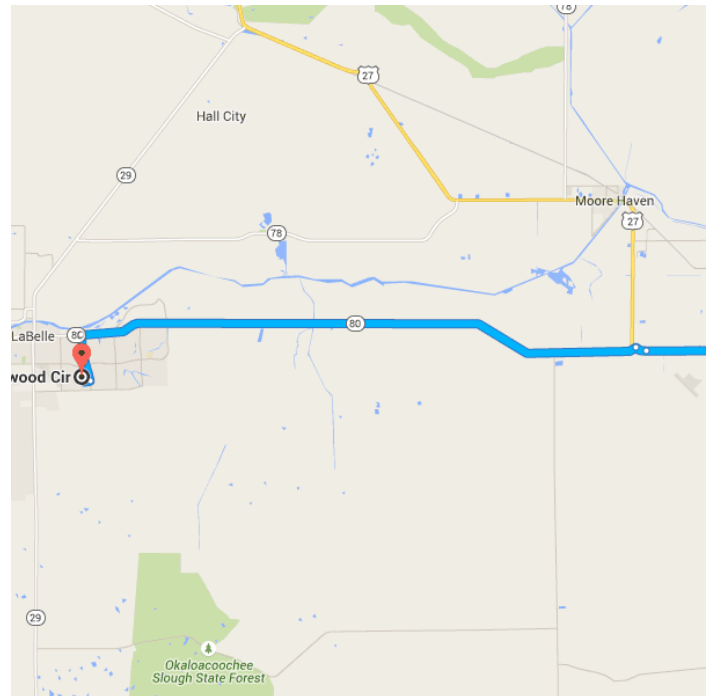 78
27
Hall City
29
Moore Haven
27
78
80
80
LaBelle
wood Cir
29
Okaloacoochee
Slough State Forest